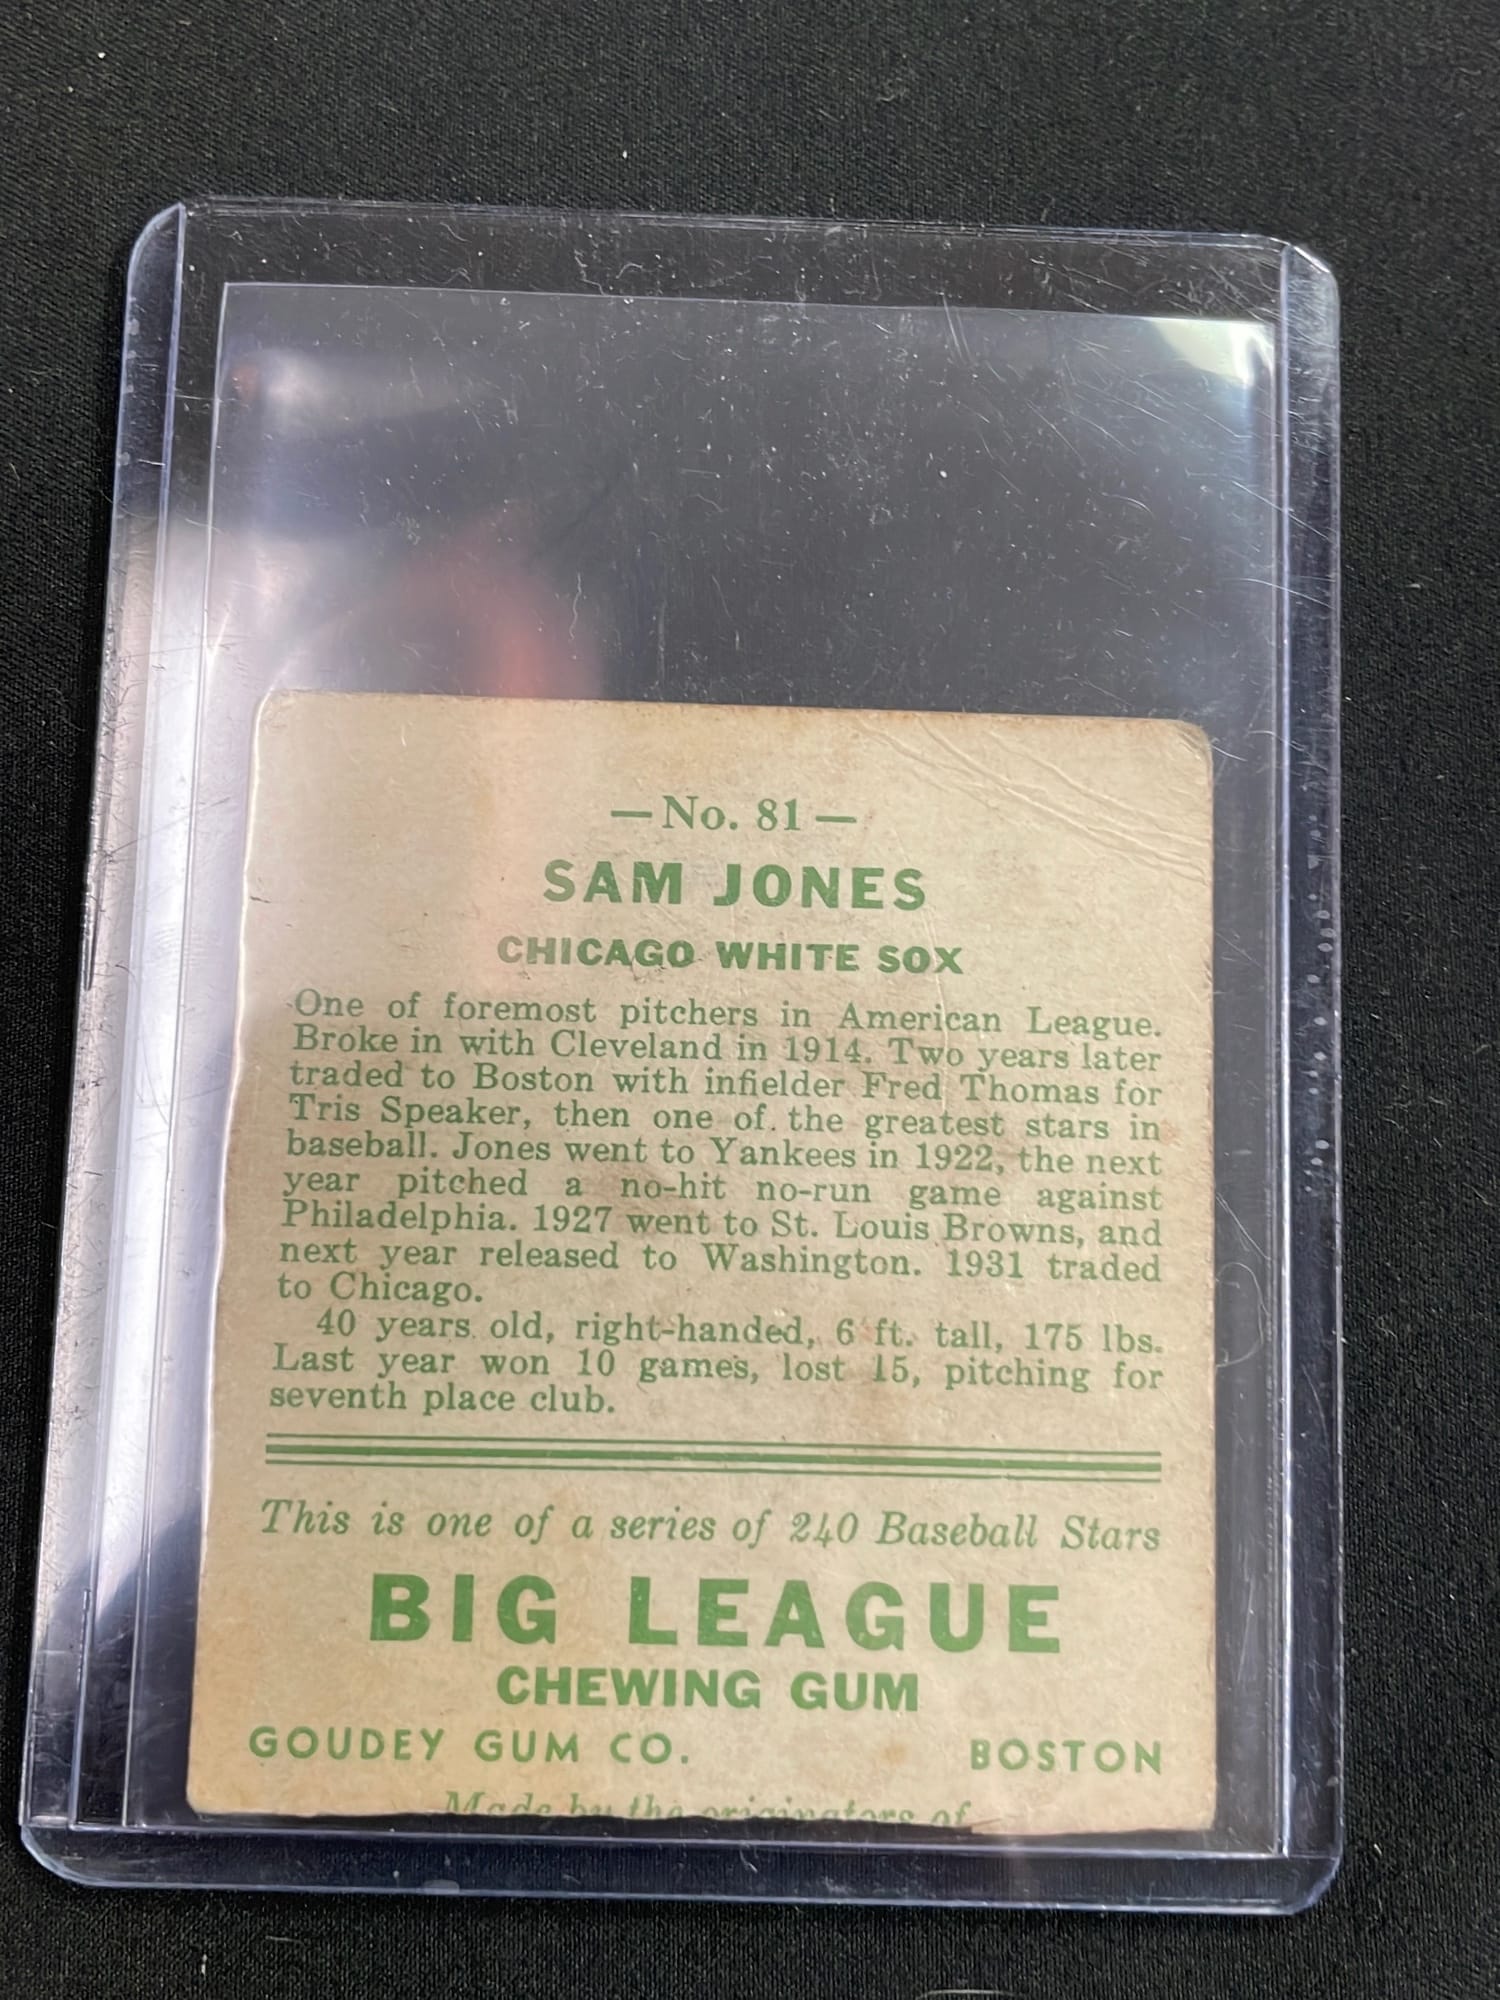 — No. 81 —
SAM JONES
CHICAGO WHITE SOX
One of foremost pitchers in American League.
Broke in with Cleveland in 1914. Two years later
traded to Boston with infielder Fred Thomas for
Tris Speaker, then one of the greatest stars in
baseball. Jones went to Yankees in 1922, the next
year pitched a no-hit no-run game against
Philadelphia. 1927 went to St. Louis Browns, and
next year released to Washington. 1931 traded
to Chicago.
40 years old, right-handed, 6 ft. tall, 175 lbs.
Last year won 10 games, lost 15, pitching for
seventh place club.
This is one of a series of 240 Baseball Stars
BIG LEAGUE
CHEWING GUM
GOUDEY GUM CO. BOSTON
Made by the originators of